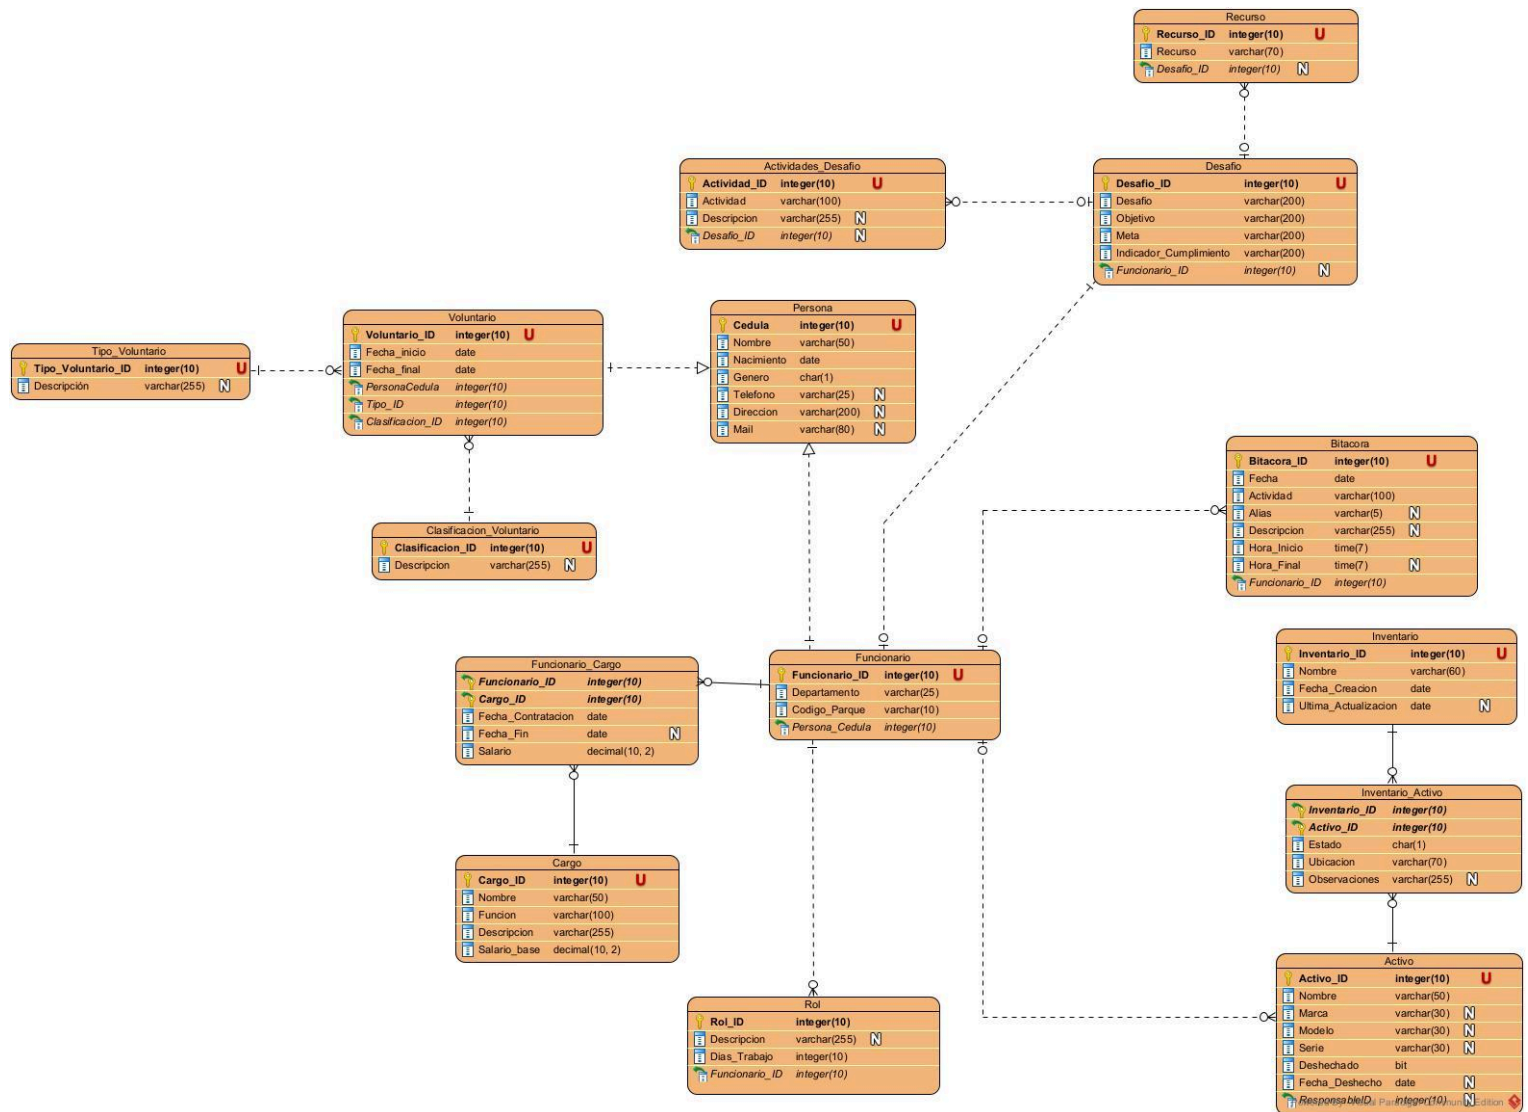 Recurso
Recurso_ID integer(10) U
Recurso varchar(70)
Desafio_ID integer(10) N
Actividades_Desafio
Actividad_ID integer(10) U
Actividad varchar(100)
Descripcion varchar(255) N
Desafio_ID integer(10) N
Desafio
Desafio_ID integer(10) U
Desafio varchar(200)
Objetivo varchar(200)
Meta varchar(200)
Indicador_Cumplimiento varchar(200)
Funcionario_ID integer(10) N
Tipo_Voluntario
Tipo_Voluntario_ID integer(10) U
Descripción varchar(255) N
Voluntario
Voluntario_ID integer(10) U
Fecha_inicio date
Fecha_final date
PersonaCedula integer(10)
Tipo_ID integer(10)
Clasificacion_ID integer(10)
Persona
Cedula integer(10) U
Nombre varchar(50)
Nacimiento date
Genero char(1)
Telefono varchar(25) N
Direccion varchar(200) N
Mail varchar(80) N
Clasificacion_Voluntario
Clasificacion_ID integer(10) U
Descripcion varchar(255) N
Bitacora
Bitacora_ID integer(10) U
Fecha date
Actividad varchar(100)
Alias varchar(5) N
Descripcion varchar(255) N
Hora_Inicio time(7)
Hora_Final time(7) N
Funcionario_ID integer(10)
Funcionario_Cargo
Funcionario_ID integer(10)
Cargo_ID integer(10)
Fecha_Contratacion date
Fecha_Fin date N
Salario decimal(10, 2)
Funcionario
Funcionario_ID integer(10) U
Departamento varchar(25)
Codigo_Parque varchar(10)
Persona_Cedula integer(10)
Inventario
Inventario_ID integer(10) U
Nombre varchar(60)
Fecha_Creacion date
Ultima_Actualizacion date N
Inventario_Activo
Inventario_ID integer(10)
Activo_ID integer(10)
Estado char(1)
Ubicacion varchar(70)
Observaciones varchar(255) N
Cargo
Cargo_ID integer(10) U
Nombre varchar(50)
Funcion varchar(100)
Descripcion varchar(255)
Salario_base decimal(10, 2)
Rol
Rol_ID integer(10)
Descripcion varchar(255) N
Dias_Trabajo integer(10)
Funcionario_ID integer(10)
Activo
Activo_ID integer(10) U
Nombre varchar(50)
Marca varchar(30) N
Modelo varchar(30) N
Serie varchar(30) N
Deshechado bit
Fecha_Deshecho date N
ResponsableID integer(10) N
Edition